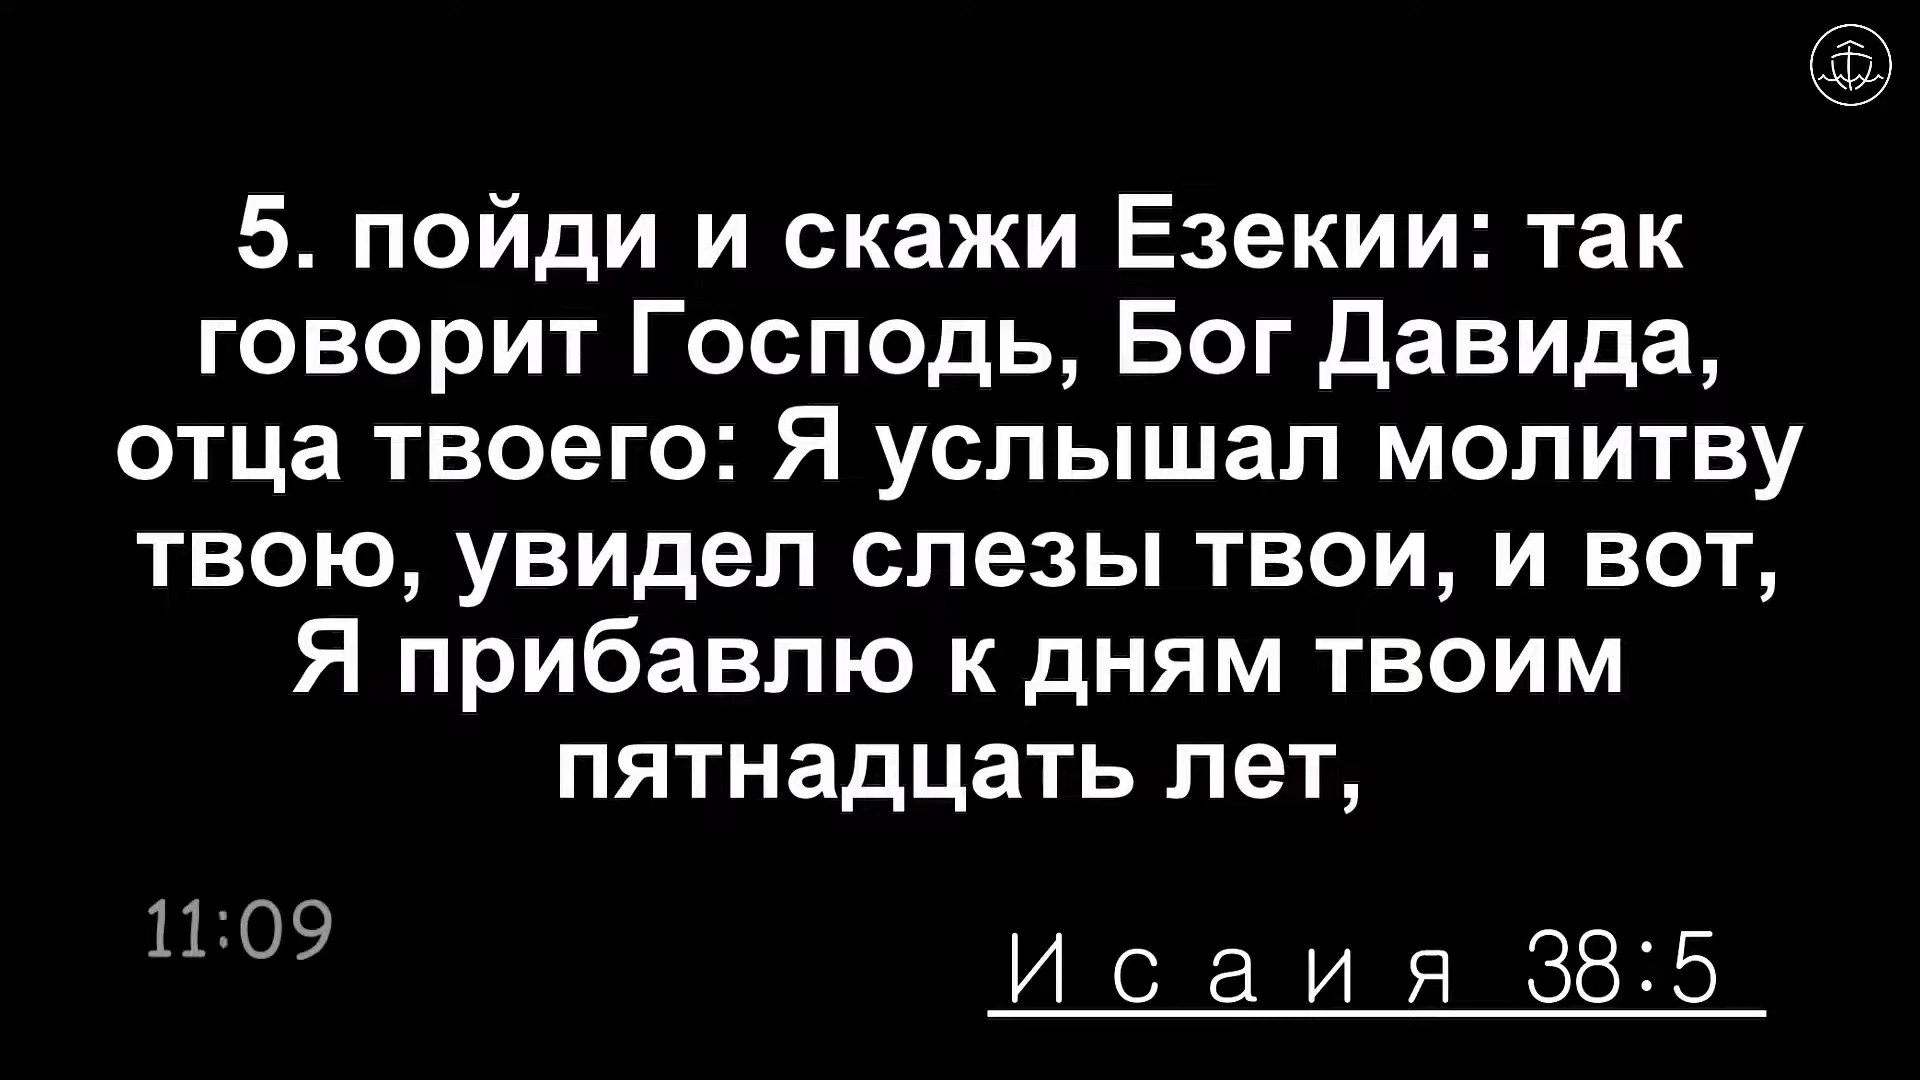 5. пойди и скажи Езекии: так
говорит Господь, Бог Давида,
отца твоего: Я услышал молитву
твою, увидел слезы твои, и вот,
Я прибавлю к дням твоим
пятнадцать лет,
11:09
Исаия 38:5